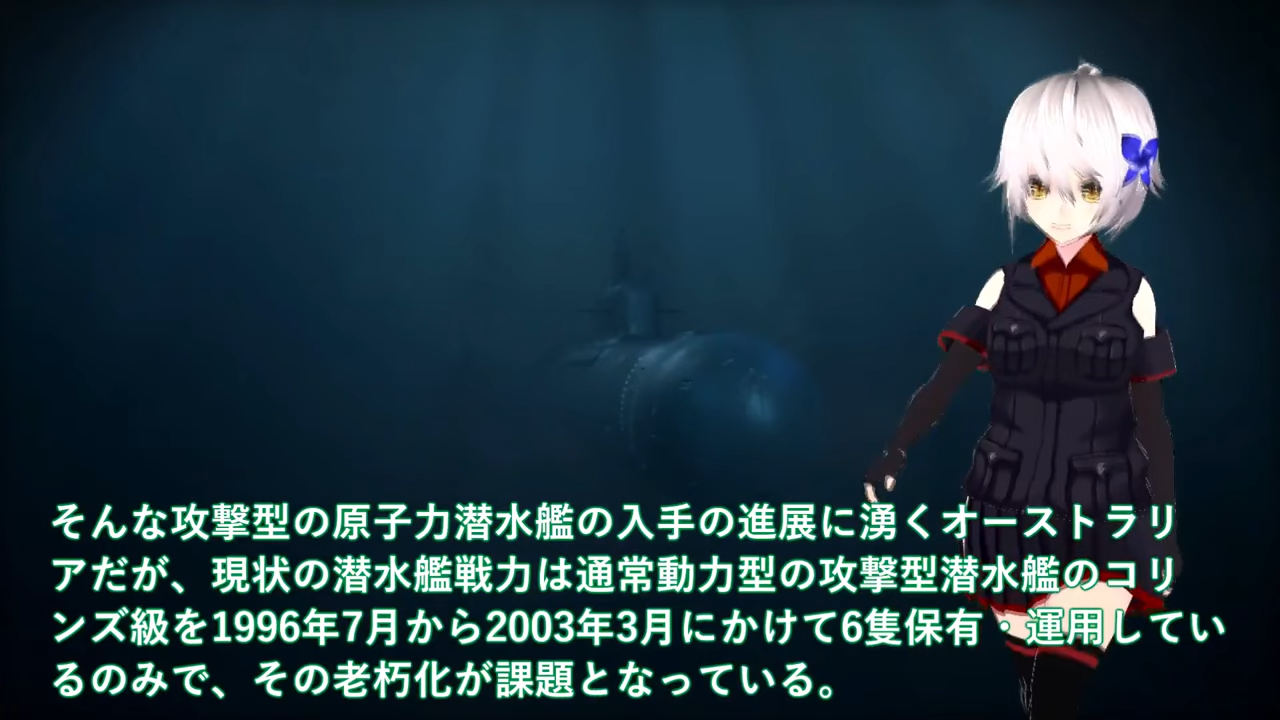 そんな攻撃型の原子力潜水艦の入手の進展に湧くオーストラリ
アだが、現状の潜水艦戦力は通常動力型の攻撃型潜水艦のコリ
ンズ級を1996年7月から2003年3月にかけて6隻保有・運用してい
るのみで、その老朽化が課題となっている。